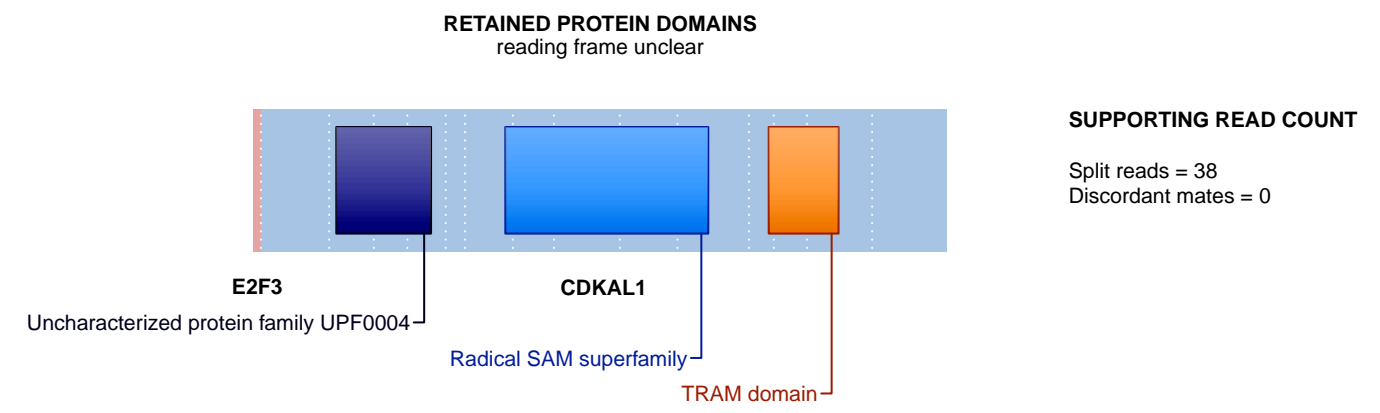 RETAINED PROTEIN DOMAINS
reading frame unclear
SUPPORTING READ COUNT
Split reads = 38
Discordant mates = 0
E2F3
CDKAL1
Uncharacterized protein family UPF0004
Radical SAM superfamily
TRAM domain